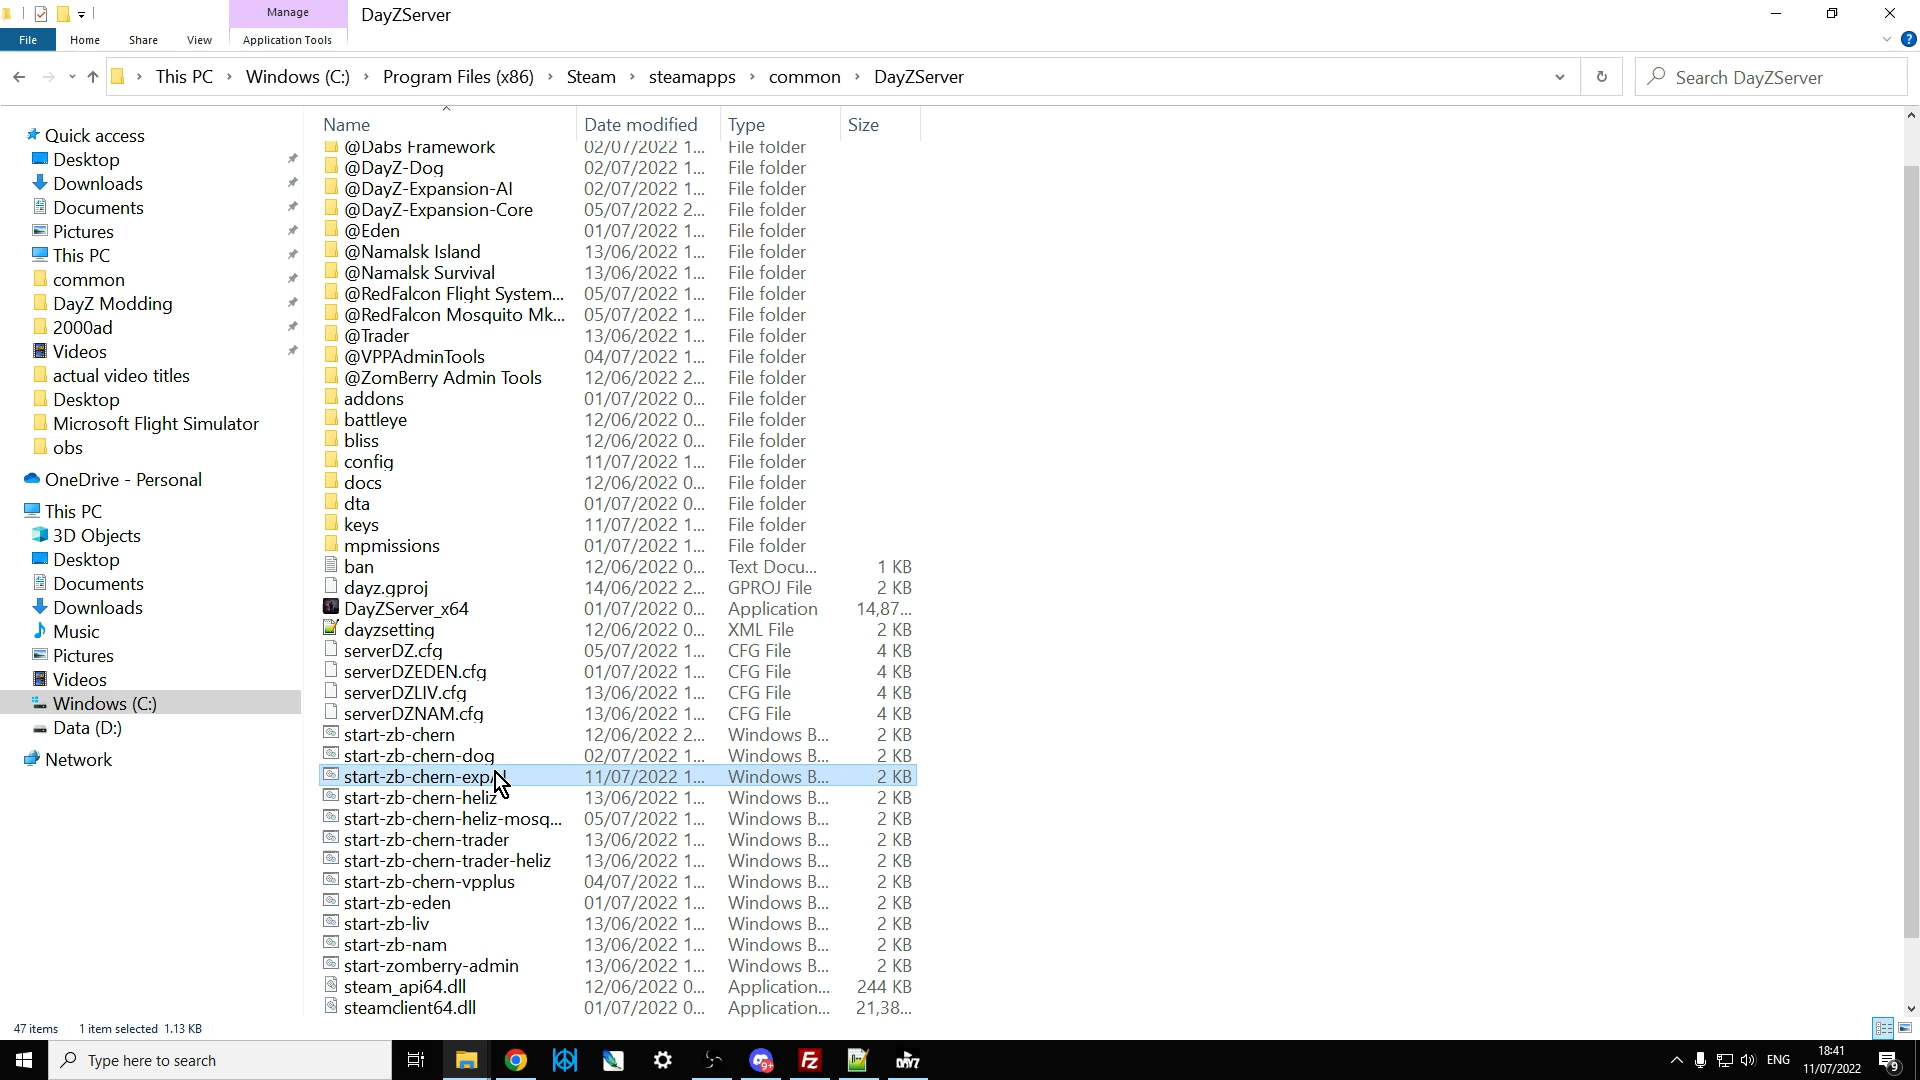 Manage
DayZServer
File
Home
Share
View
Application Tools
This PC
Windows (C:)
Program Files (x86)
Steam
steamapps
common
DayZServer
Search DayZServer
Quick access
Desktop
Downloads
Documents
Pictures
This PC
common
DayZ Modding
2000ad
Videos
actual video titles
Desktop
Microsoft Flight Simulator
obs
OneDrive - Personal
This PC
3D Objects
Desktop
Documents
Downloads
Music
Pictures
Videos
Windows (C:)
Data (D:)
Network
Name Date modified Type Size
@Dabs Framework 02/07/2022 1... File folder
@DayZ-Dog 02/07/2022 1... File folder
@DayZ-Expansion-AI 02/07/2022 1... File folder
@DayZ-Expansion-Core 05/07/2022 2... File folder
@Eden 01/07/2022 1... File folder
@Namalsk Island 13/06/2022 1... File folder
@Namalsk Survival 13/06/2022 1... File folder
@RedFalcon Flight System... 05/07/2022 1... File folder
@RedFalcon Mosquito Mk... 05/07/2022 1... File folder
@Trader 13/06/2022 1... File folder
@VPPAdminTools 04/07/2022 1... File folder
@ZomBerry Admin Tools 12/06/2022 2... File folder
addons 01/07/2022 0... File folder
battleye 12/06/2022 0... File folder
bliss 12/06/2022 0... File folder
config 11/07/2022 1... File folder
docs 12/06/2022 0... File folder
dta 01/07/2022 0... File folder
keys 11/07/2022 1... File folder
mpmissions 01/07/2022 1... File folder
ban 12/06/2022 0... Text Docu... 1 KB
dayz.gproj 14/06/2022 2... GPROJ File 2 KB
DayZServer_x64 01/07/2022 0... Application 14,87...
dayzsetting 12/06/2022 0... XML File 2 KB
serverDZ.cfg 05/07/2022 1... CFG File 4 KB
serverDZEDEN.cfg 01/07/2022 1... CFG File 4 KB
serverDZLIV.cfg 13/06/2022 1... CFG File 4 KB
serverDZNAM.cfg 13/06/2022 1... CFG File 4 KB
start-zb-chern 12/06/2022 2... Windows B... 2 KB
start-zb-chern-dog 02/07/2022 1... Windows B... 2 KB
start-zb-chern-expAI 11/07/2022 1... Windows B... 2 KB
start-zb-chern-heliz 13/06/2022 1... Windows B... 2 KB
start-zb-chern-heliz-mosq... 05/07/2022 1... Windows B... 2 KB
start-zb-chern-trader 13/06/2022 1... Windows B... 2 KB
start-zb-chern-trader-heliz 13/06/2022 1... Windows B... 2 KB
start-zb-chern-vpplus 04/07/2022 1... Windows B... 2 KB
start-zb-eden 01/07/2022 1... Windows B... 2 KB
start-zb-liv 13/06/2022 1... Windows B... 2 KB
start-zb-nam 13/06/2022 1... Windows B... 2 KB
start-zomberry-admin 13/06/2022 1... Windows B... 2 KB
steam_api64.dll 12/06/2022 0... Application... 244 KB
steamclient64.dll 01/07/2022 0... Application... 21,38...
47 items 1 item selected 1.13 KB
Type here to search
ENG
18:41
11/07/2022